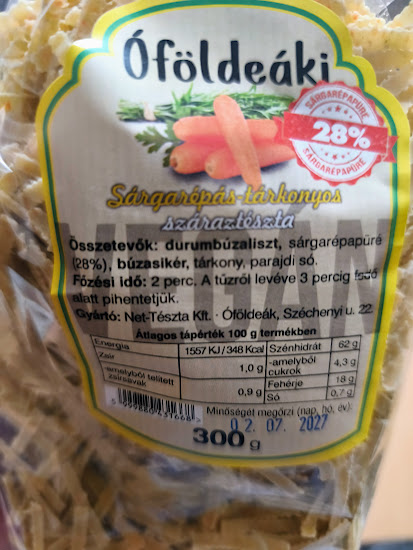 Óföldeáki
SÁRGARÉPAPÜRÉ
28%
SÁRGARÉPAPÜRÉ
Sárgarépás-tárkonyos
száraztészta
VEGAN
Összetevők: durumbúzaliszt, sárgarépapüré
(28%), búzasikér, tárkony, parajdi só.
Főzési idő: 2 perc. A tűzről levéve 3 percig fedő
alatt pihentetjük.
Gyártó: Net-Tészta Kft. · Óföldeák, Széchenyi u. 22.
Átlagos tápérték 100 g termékben
Energia 1557 KJ/348 Kcal Szénhidrát 62 g
Zsír 1,0 g -amelyből cukrok 4,3 g
-amelyből telített zsírsavak 0,9 g Fehérje 18 g
Só 0,7 g
Minőségét megőrzi (nap, hó, év):
02.07.2027
300 g